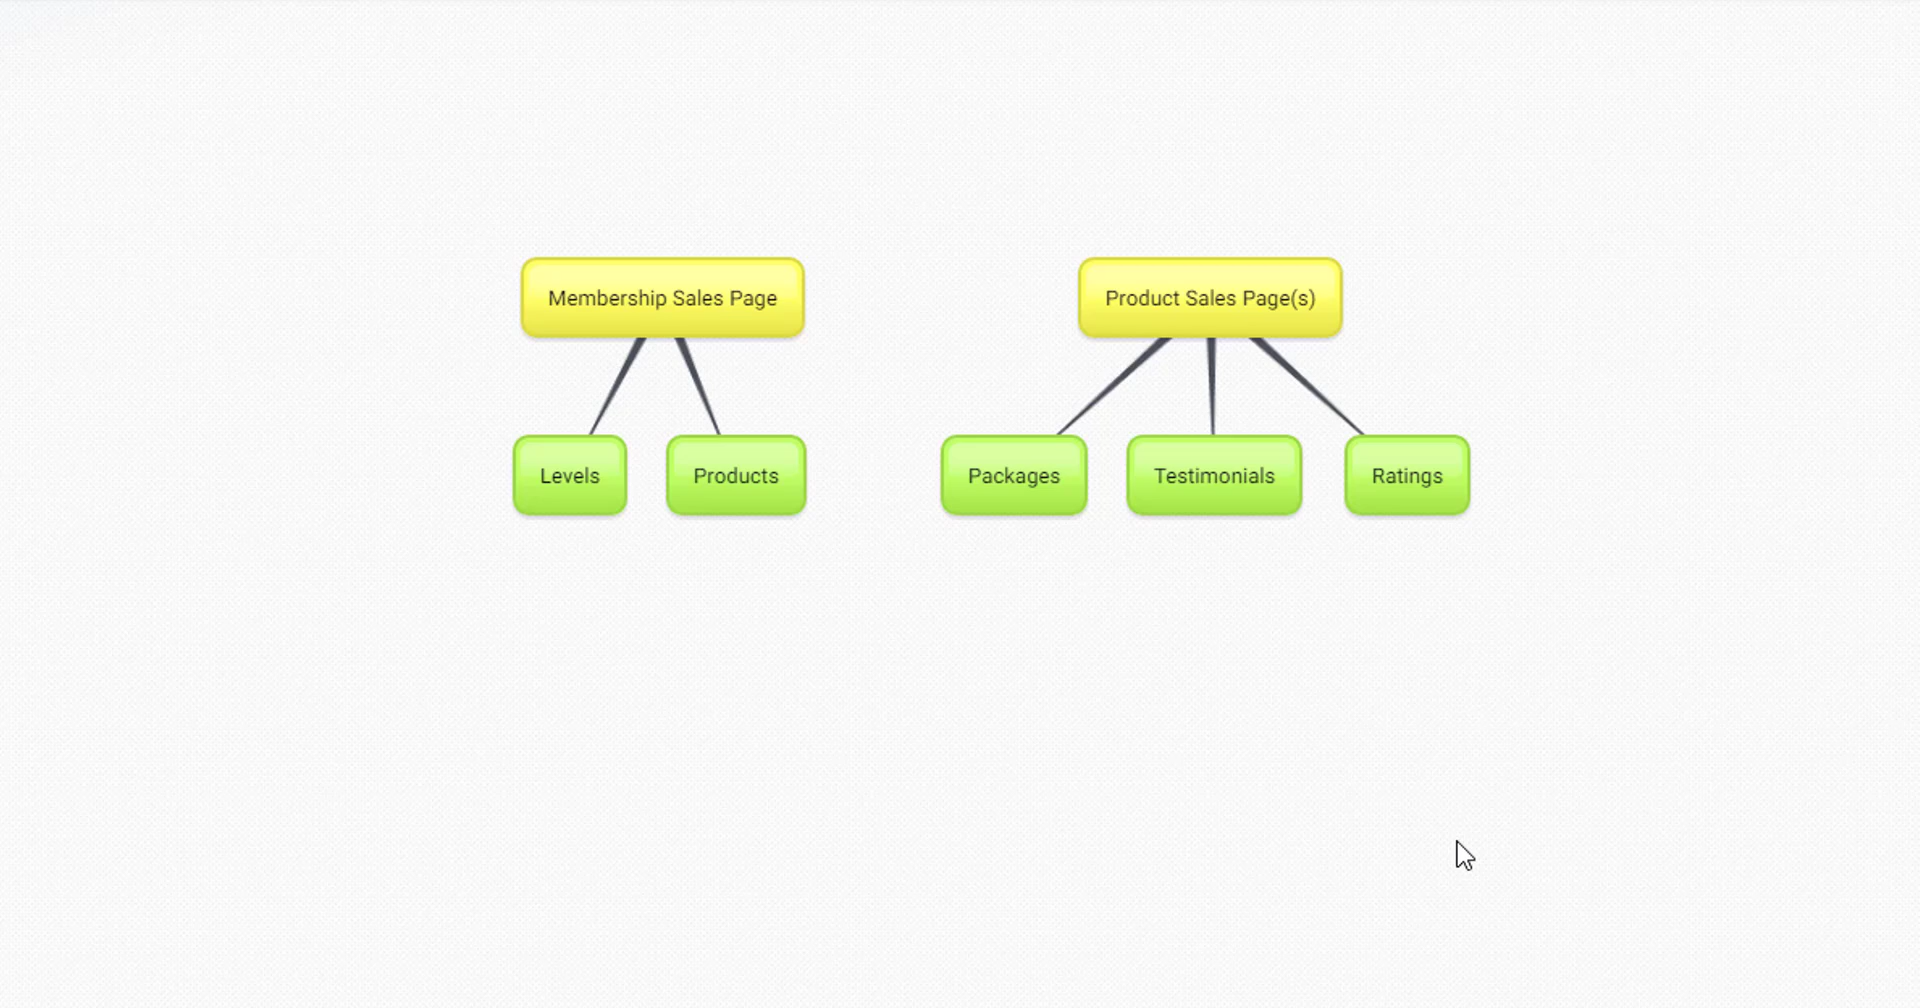 Membership Sales Page
Product Sales Page(s)
Levels
Products
Packages
Testimonials
Ratings